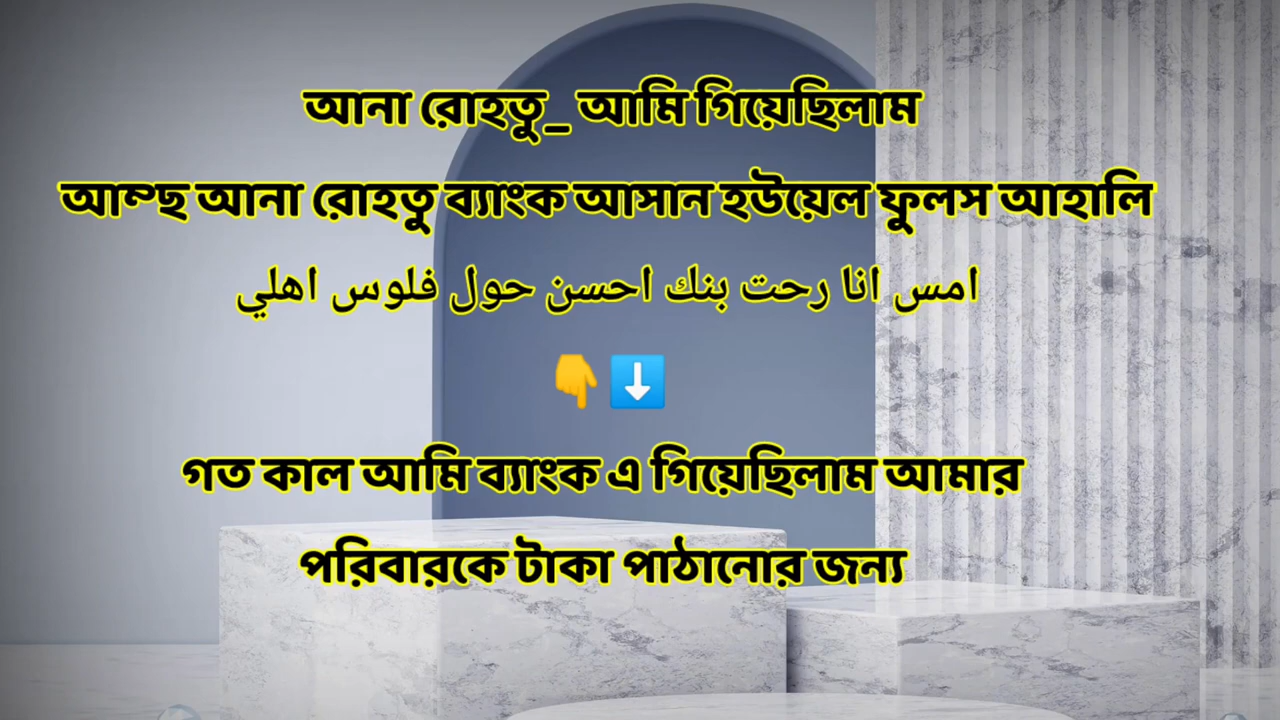 আনা রোহতু_ আমি গিয়েছিলাম
আম্ছ আনা রোহতু ব্যাংক আসান হউয়েল ফুলস আহালি
امس انا رحت بنك احسن حول فلوس اهلي
👇⬇️
গত কাল আমি ব্যাংক এ গিয়েছিলাম আমার
পরিবারকে টাকা পাঠানোর জন্য